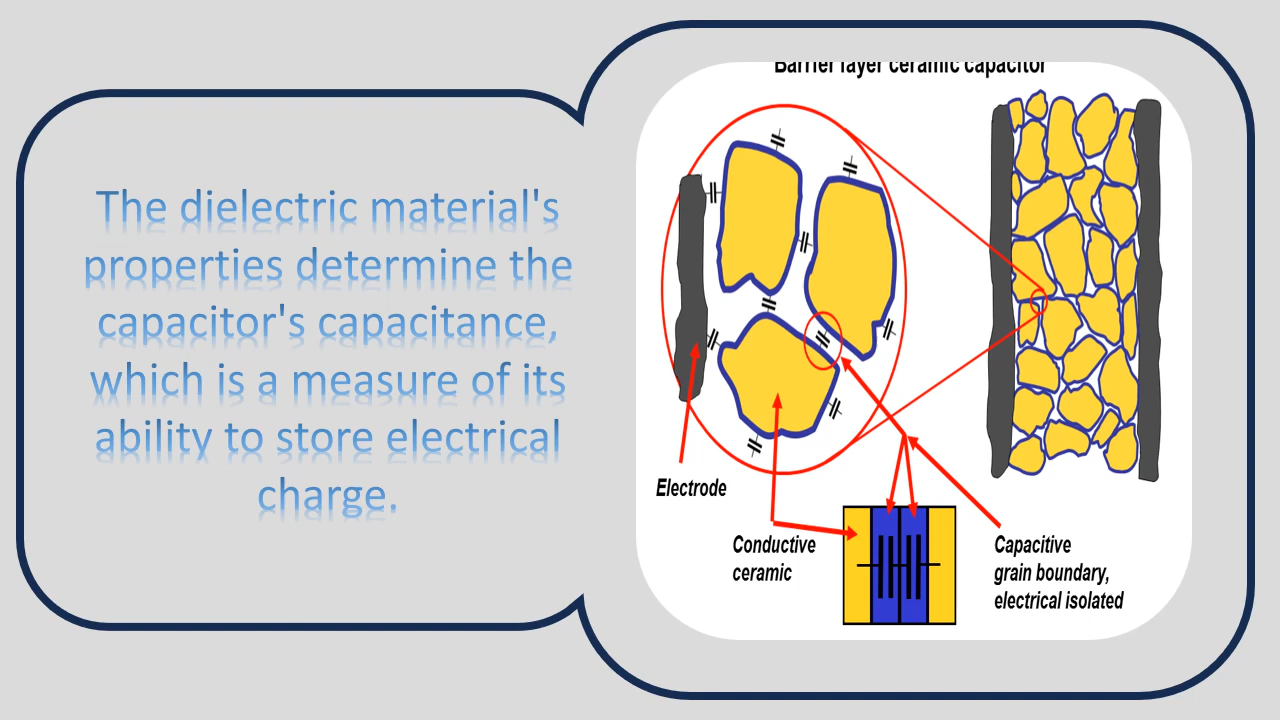 The dielectric material's
properties determine the
capacitor's capacitance,
which is a measure of its
ability to store electrical
charge.
Barrier layer ceramic capacitor
Electrode
Conductive
ceramic
Capacitive
grain boundary,
electrical isolated